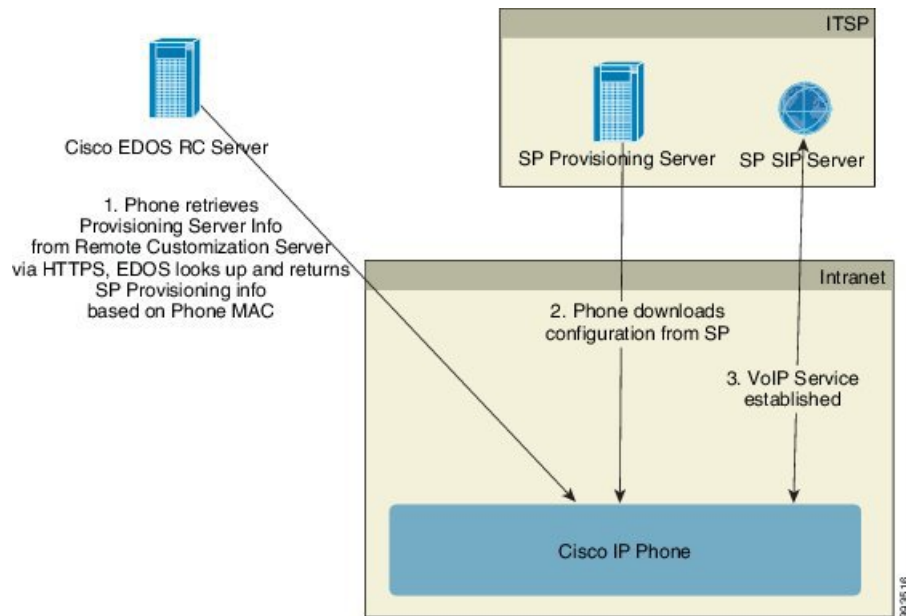 ITSP
Cisco EDOS RC Server
SP Provisioning Server
SP SIP Server
1. Phone retrieves
Provisioning Server Info
from Remote Customization Server
via HTTPS, EDOS looks up and returns
SP Provisioning info
based on Phone MAC
Intranet
2. Phone downloads
configuration from SP
3. VoIP Service
established
Cisco IP Phone